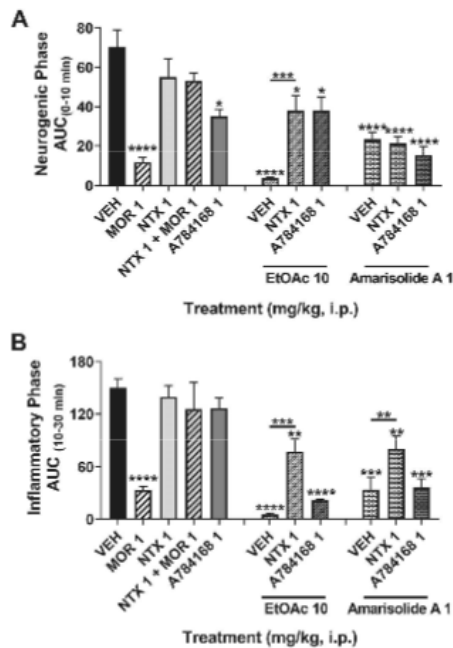 A
Neurogenic Phase
AUC(0-10 min)
80
60
40
20
0
****
*
***
****
*
*
****
****
****
VEH
MOR 1
NTX 1
NTX 1 + MOR 1
A784168 1
VEH
NTX 1
A784168 1
VEH
NTX 1
A784168 1
EtOAc 10
Amarisolide A 1
Treatment (mg/kg, i.p.)
B
Inflammatory Phase
AUC (10-30 min)
180
120
60
0
****
***
****
**
****
**
***
**
***
VEH
MOR 1
NTX 1
NTX 1 + MOR 1
A784168 1
VEH
NTX 1
A784168 1
VEH
NTX 1
A784168 1
EtOAc 10
Amarisolide A 1
Treatment (mg/kg, i.p.)